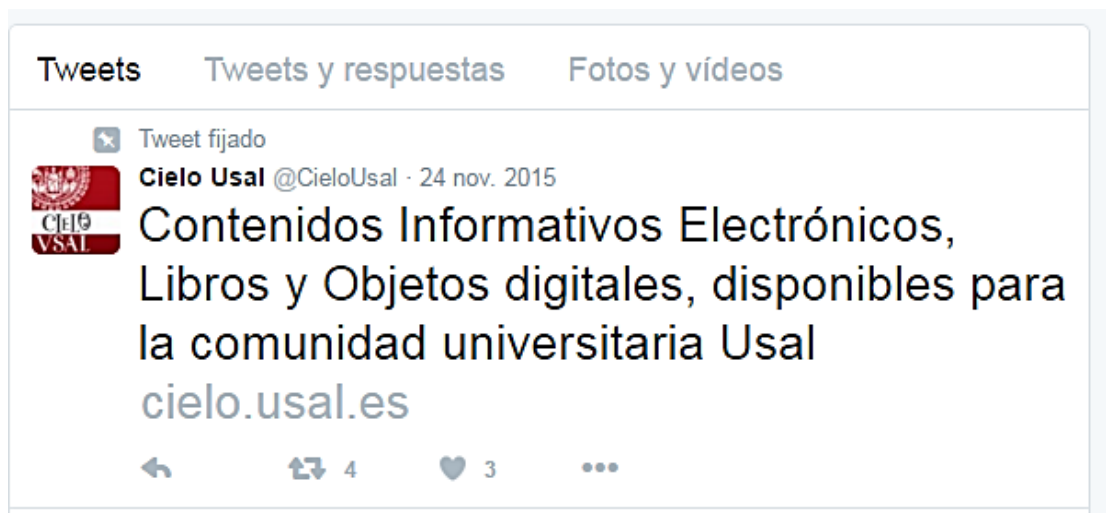 Tweets Tweets y respuestas Fotos y vídeos
Tweet fijado
Cielo Usal @CieloUsal · 24 nov. 2015
CIELO
VSAL
Contenidos Informativos Electrónicos,
Libros y Objetos digitales, disponibles para
la comunidad universitaria Usal
cielo.usal.es
4 3